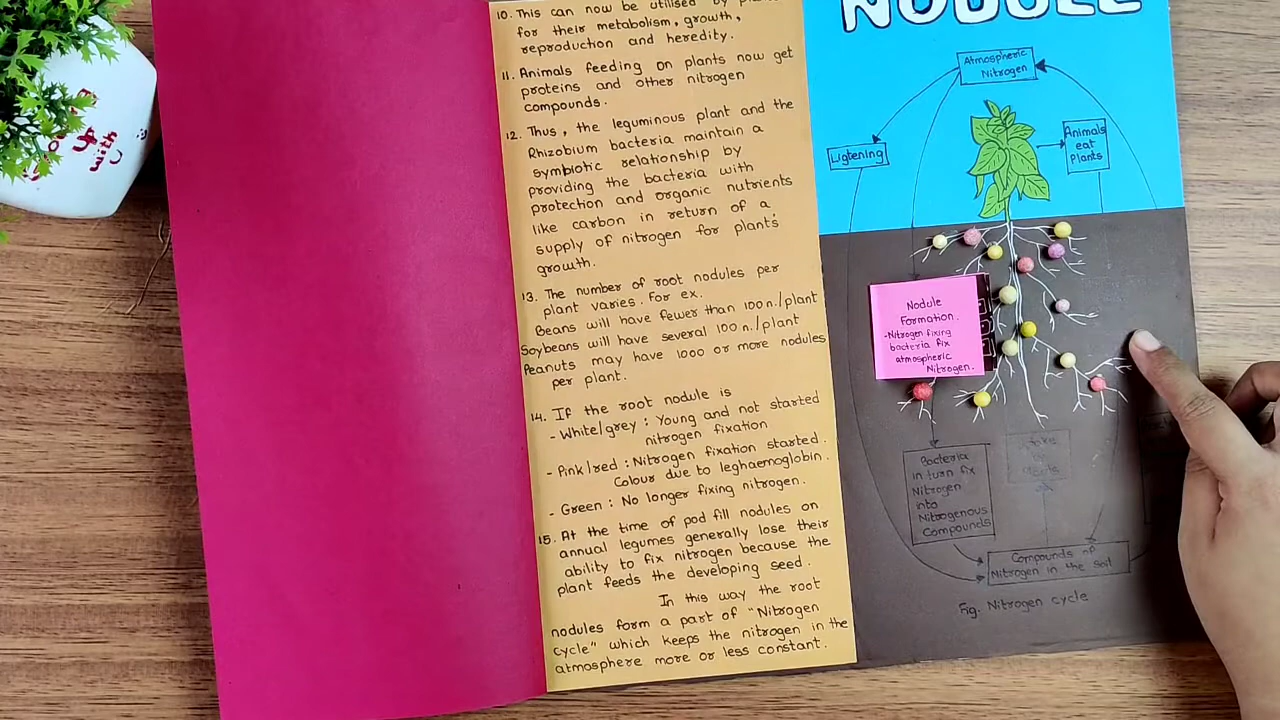 10. This can now be utilised by
for their metabolism, growth,
reproduction and heredity.
11. Animals feeding on plants now get
proteins and other nitrogen
compounds.
12. Thus, the leguminous plant and the
Rhizobium bacteria maintain a
symbiotic relationship by
providing the bacteria with
protection and organic nutrients
like carbon in return of a
supply of nitrogen for plants'
growth.
13. The number of root nodules per
plant varies. For ex.
Beans will have fewer than 100 n./plant
Soybeans will have several 100 n./plant
Peanuts may have 1000 or more nodules
per plant.
14. If the root nodule is
- White/grey : Young and not started
nitrogen fixation
- Pink/red : Nitrogen fixation started.
Colour due to leghaemoglobin.
- Green : No longer fixing nitrogen.
15. At the time of pod fill nodules on
annual legumes generally lose their
ability to fix nitrogen because the
plant feeds the developing seed.
In this way the root
nodules form a part of "Nitrogen
cycle" which keeps the nitrogen in the
atmosphere more or less constant.
NODULE
Atmospheric
Nitrogen
Ligtening
Animals
eat
Plants
Nodule
Formation.
- Nitrogen fixing
bacteria fix
atmospheric
Nitrogen.
Bacteria
in turn fix
Nitrogen
into
Nitrogenous
Compounds
Compounds of
Nitrogen in the soil
Fig. Nitrogen cycle